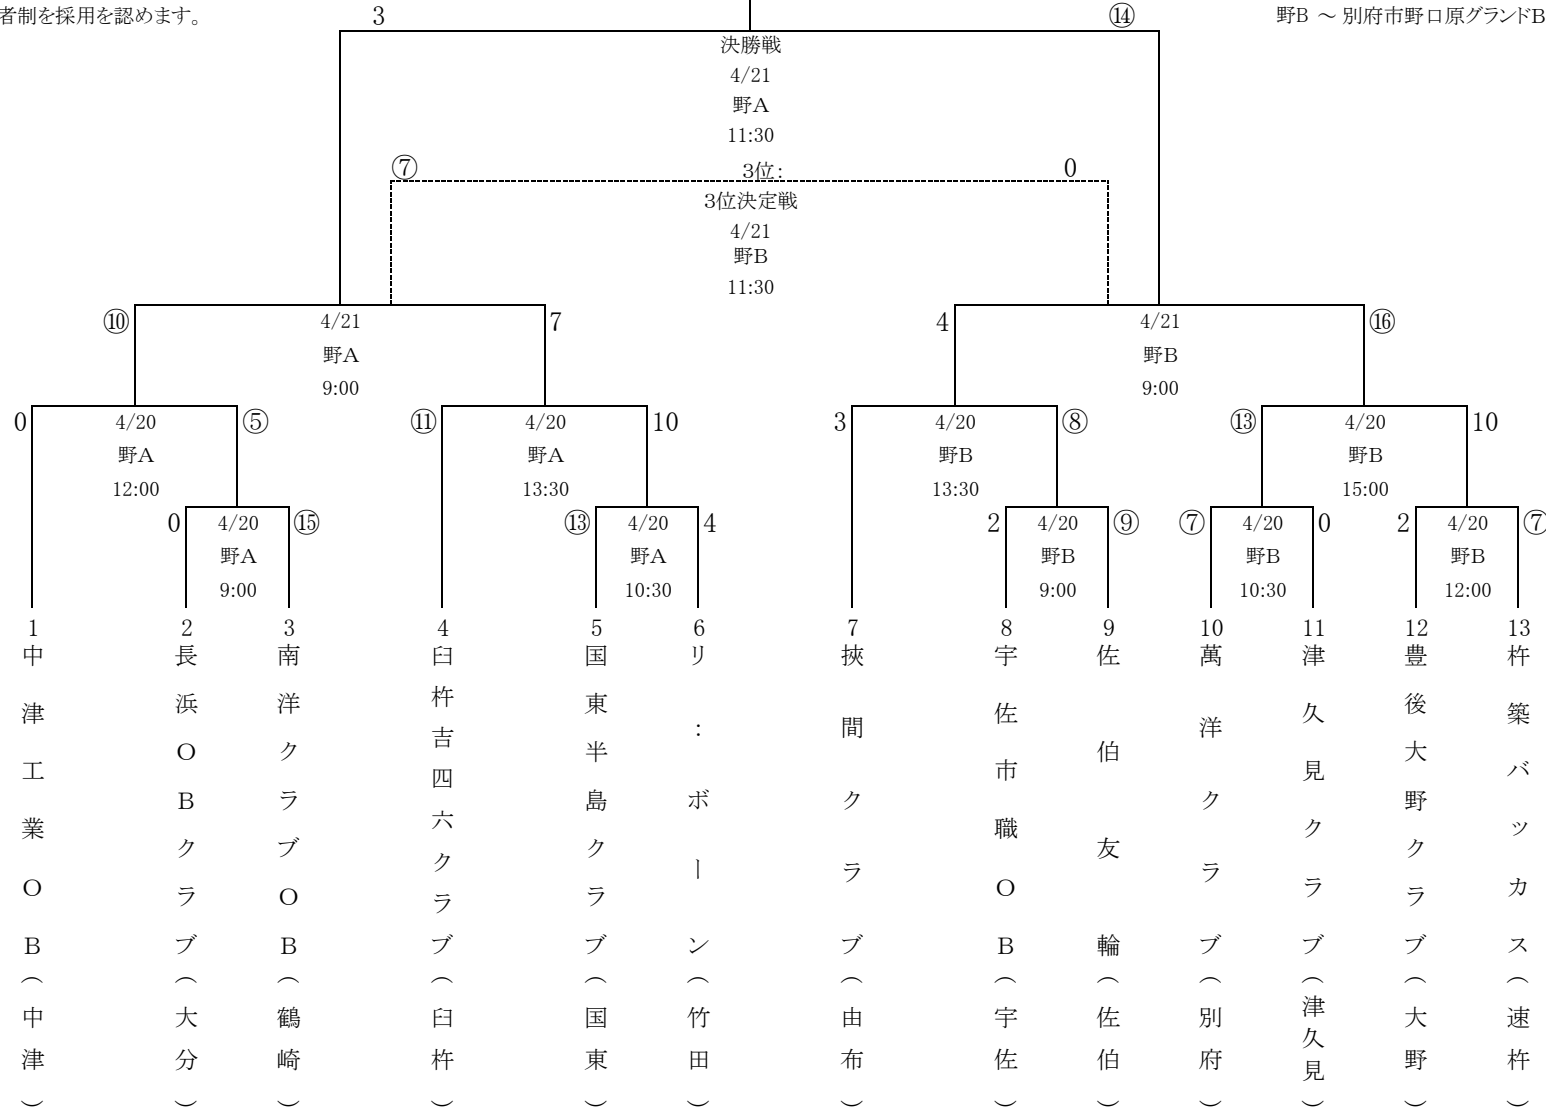 者制を採用を認めます。
3
⑭
野B ～ 別府市野口原グランドB
決勝戦
4/21
野A
11:30
⑦
3位：
0
3位決定戦
4/21
野B
11:30
⑩
4/21
7
4
4/21
⑯
野A
野B
9:00
9:00
0
4/20
⑤
⑪
4/20
10
3
4/20
⑧
⑬
4/20
10
野A
野A
野B
野B
12:00
13:30
13:30
15:00
0
4/20
⑮
⑬
4/20
4
2
4/20
⑨
⑦
4/20
0
2
4/20
⑦
野A
野A
野B
野B
野B
9:00
10:30
9:00
10:30
12:00
1
中津工業OB（中津）
2
長浜OBクラブ（大分）
3
南洋クラブOB（鶴崎）
4
臼杵吉四六クラブ（臼杵）
5
国東半島クラブ（国東）
6
リ：ボーン（竹田）
7
挾間クラブ（由布）
8
宇佐市職OB（宇佐）
9
佐伯友輪（佐伯）
10
萬洋クラブ（別府）
11
津久見クラブ（津久見）
12
豊後大野クラブ（大野）
13
杵築バッカス（速杵）